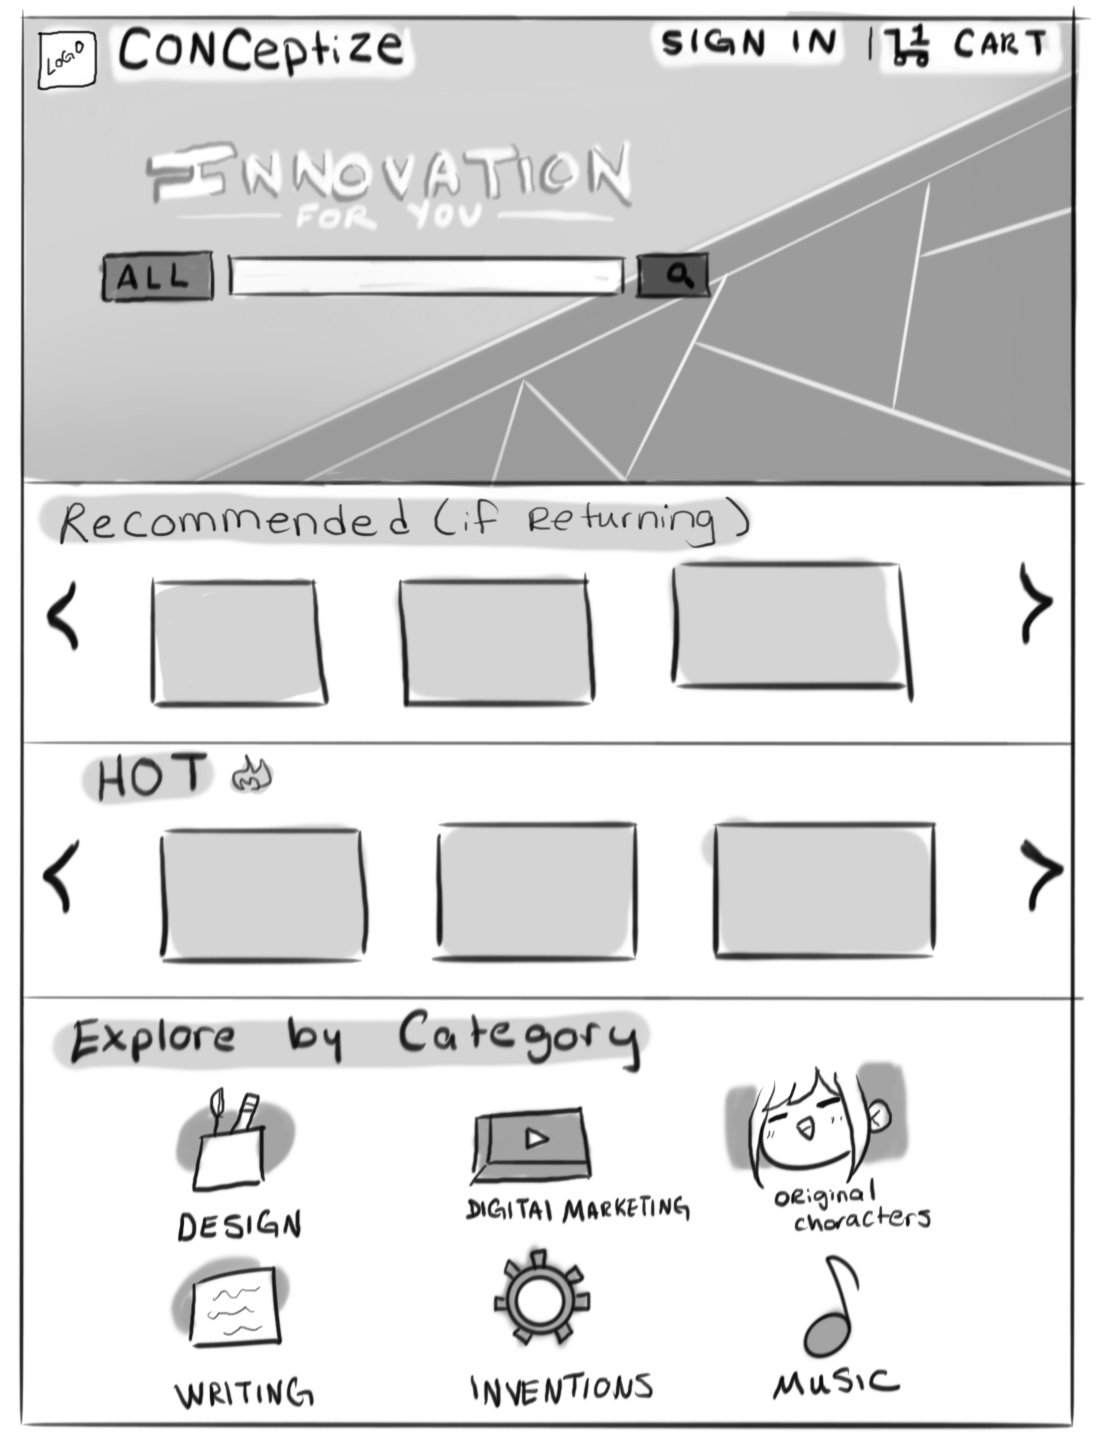 LOGO
CONCeptize
SIGN IN | 1 CART
INNOVATION
FOR YOU
ALL
Recommended (if Returning)
HOT
Explore by Category
DESIGN
DIGITAl MARKETING
ORiginal
characters
WRITING
INVENTIONS
MUSIC